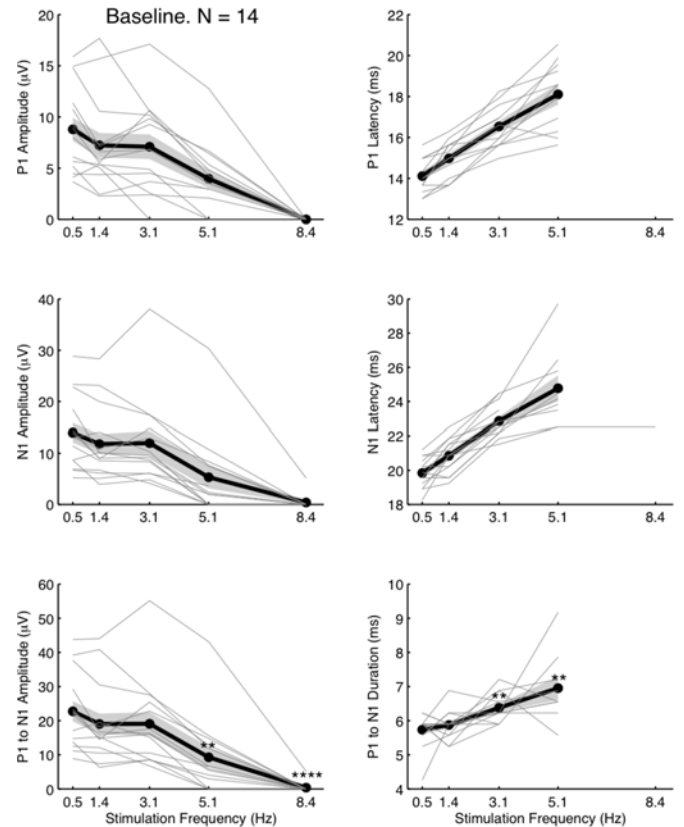 Baseline. N = 14
P1 Amplitude (μV)
20
15
10
5
0
0.5 1.4 3.1 5.1 8.4
P1 Latency (ms)
22
20
18
16
14
12
0.5 1.4 3.1 5.1 8.4
N1 Amplitude (μV)
40
30
20
10
0
0.5 1.4 3.1 5.1 8.4
N1 Latency (ms)
30
28
26
24
22
20
18
0.5 1.4 3.1 5.1 8.4
P1 to N1 Amplitude (μV)
60
50
40
30
20
10
0
★★
★★★★
0.5 1.4 3.1 5.1 8.4
Stimulation Frequency (Hz)
P1 to N1 Duration (ms)
10
9
8
7
6
5
4
★★
★★
0.5 1.4 3.1 5.1 8.4
Stimulation Frequency (Hz)